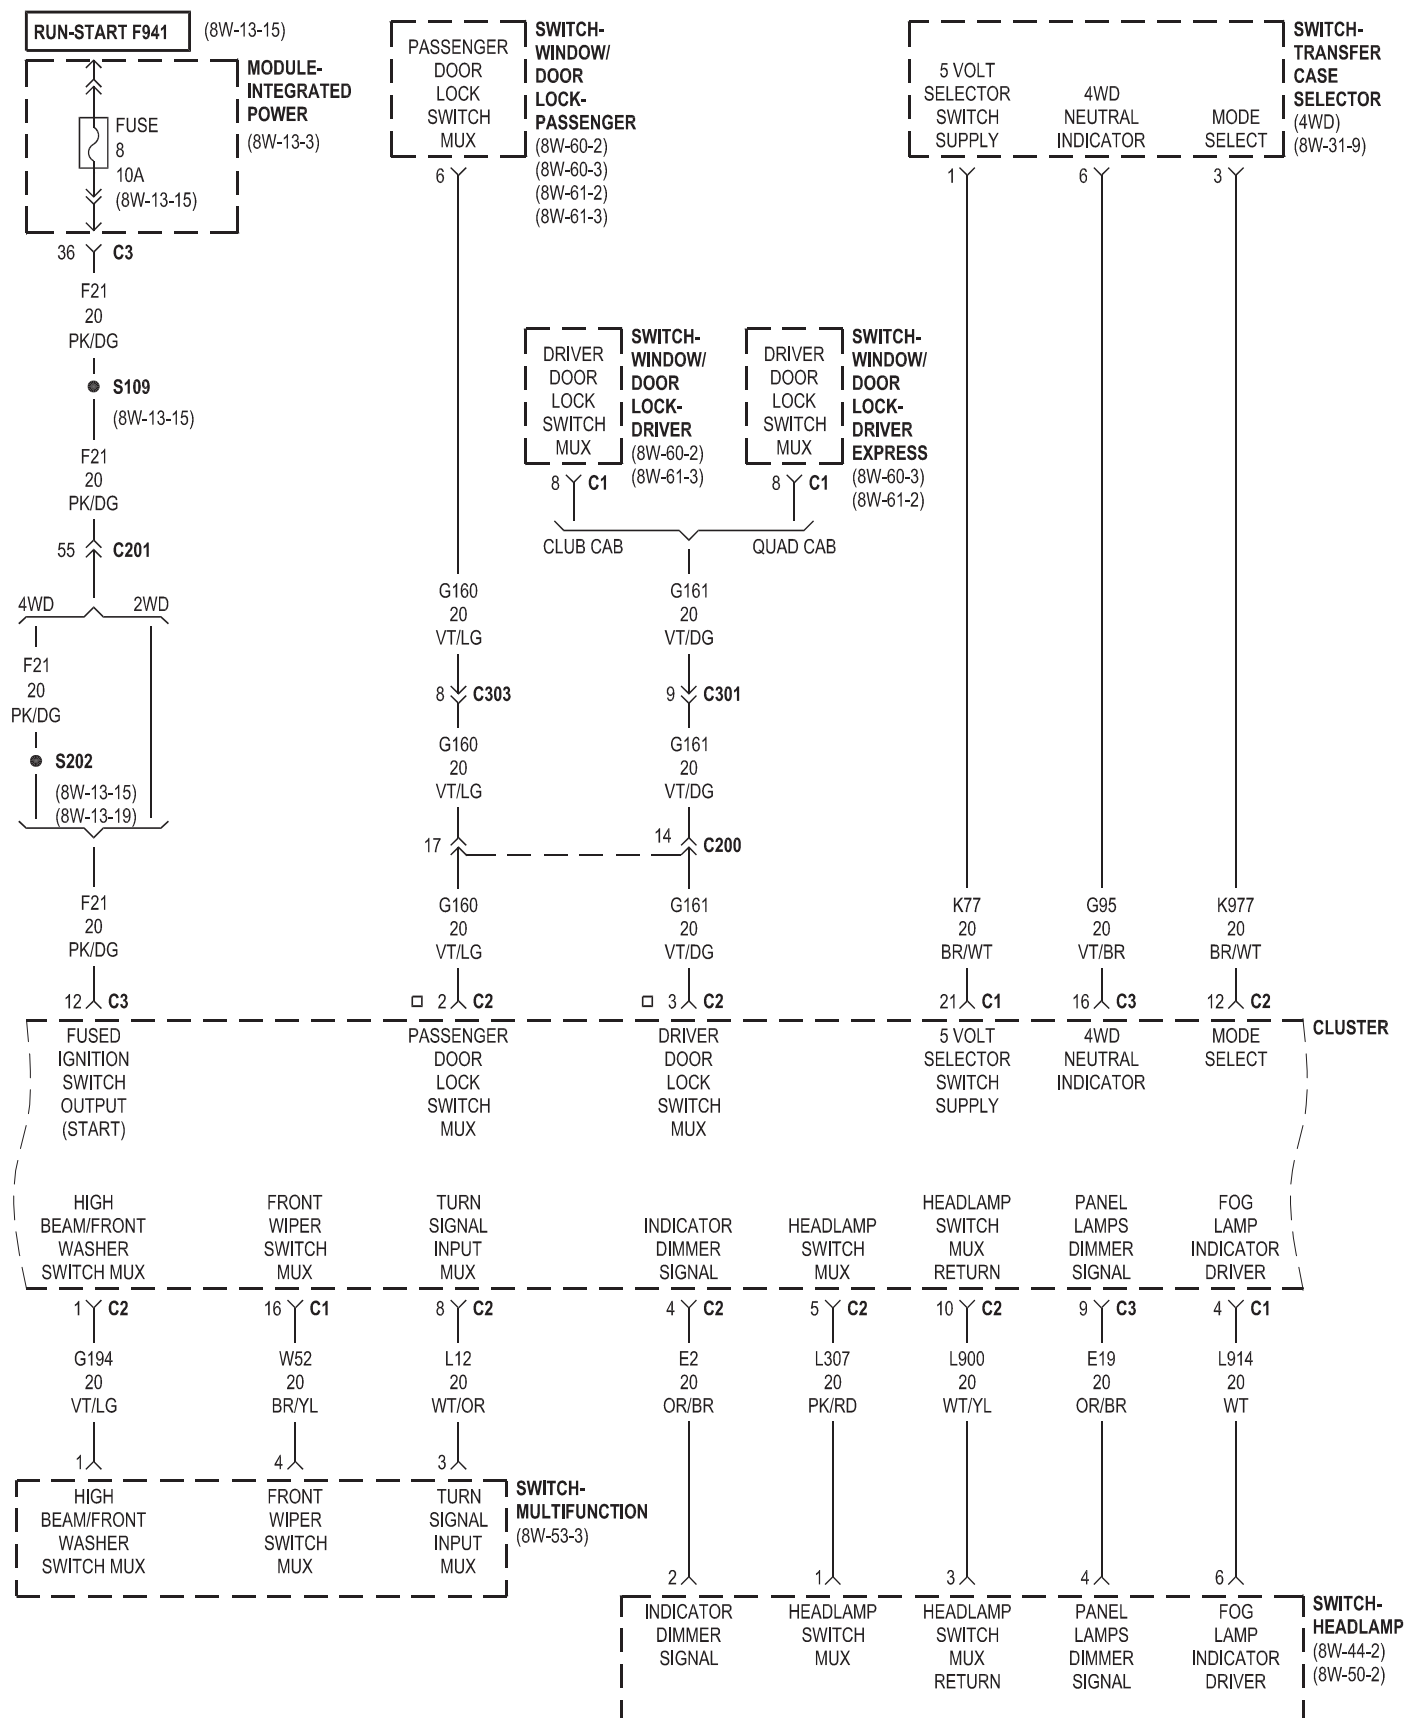 RUN-START F941
(8W-13-15)
MODULE-
INTEGRATED
POWER
(8W-13-3)
FUSE
8
10A
(8W-13-15)
36
C3
F21
20
PK/DG
S109
(8W-13-15)
F21
20
PK/DG
55
C201
4WD
2WD
F21
20
PK/DG
S202
(8W-13-15)
(8W-13-19)
F21
20
PK/DG
12
C3
PASSENGER
DOOR
LOCK
SWITCH
MUX
SWITCH-
WINDOW/
DOOR
LOCK-
PASSENGER
(8W-60-2)
(8W-60-3)
(8W-61-2)
(8W-61-3)
6
G160
20
VT/LG
8
C303
G160
20
VT/LG
17
G160
20
VT/LG
2
C2
DRIVER
DOOR
LOCK
SWITCH
MUX
SWITCH-
WINDOW/
DOOR
LOCK-
DRIVER
(8W-60-2)
(8W-61-3)
8
C1
CLUB CAB
DRIVER
DOOR
LOCK
SWITCH
MUX
SWITCH-
WINDOW/
DOOR
LOCK-
DRIVER
EXPRESS
(8W-60-3)
(8W-61-2)
8
C1
QUAD CAB
G161
20
VT/DG
9
C301
G161
20
VT/DG
14
C200
G161
20
VT/DG
3
C2
5 VOLT
SELECTOR
SWITCH
SUPPLY
4WD
NEUTRAL
INDICATOR
MODE
SELECT
SWITCH-
TRANSFER
CASE
SELECTOR
(4WD)
(8W-31-9)
1
6
3
K77
20
BR/WT
G95
20
VT/BR
K977
20
BR/WT
21
C1
16
C3
12
C2
CLUSTER
FUSED
IGNITION
SWITCH
OUTPUT
(START)
PASSENGER
DOOR
LOCK
SWITCH
MUX
DRIVER
DOOR
LOCK
SWITCH
MUX
5 VOLT
SELECTOR
SWITCH
SUPPLY
4WD
NEUTRAL
INDICATOR
MODE
SELECT
HIGH
BEAM/FRONT
WASHER
SWITCH MUX
FRONT
WIPER
SWITCH
MUX
TURN
SIGNAL
INPUT
MUX
INDICATOR
DIMMER
SIGNAL
HEADLAMP
SWITCH
MUX
HEADLAMP
SWITCH
MUX
RETURN
PANEL
LAMPS
DIMMER
SIGNAL
FOG
LAMP
INDICATOR
DRIVER
1
C2
16
C1
8
C2
4
C2
5
C2
10
C2
9
C3
4
C1
G194
20
VT/LG
W52
20
BR/YL
L12
20
WT/OR
E2
20
OR/BR
L307
20
PK/RD
L900
20
WT/YL
E19
20
OR/BR
L914
20
WT
1
4
3
HIGH
BEAM/FRONT
WASHER
SWITCH MUX
FRONT
WIPER
SWITCH
MUX
TURN
SIGNAL
INPUT
MUX
SWITCH-
MULTIFUNCTION
(8W-53-3)
2
1
3
4
6
INDICATOR
DIMMER
SIGNAL
HEADLAMP
SWITCH
MUX
HEADLAMP
SWITCH
MUX
RETURN
PANEL
LAMPS
DIMMER
SIGNAL
FOG
LAMP
INDICATOR
DRIVER
SWITCH-
HEADLAMP
(8W-44-2)
(8W-50-2)